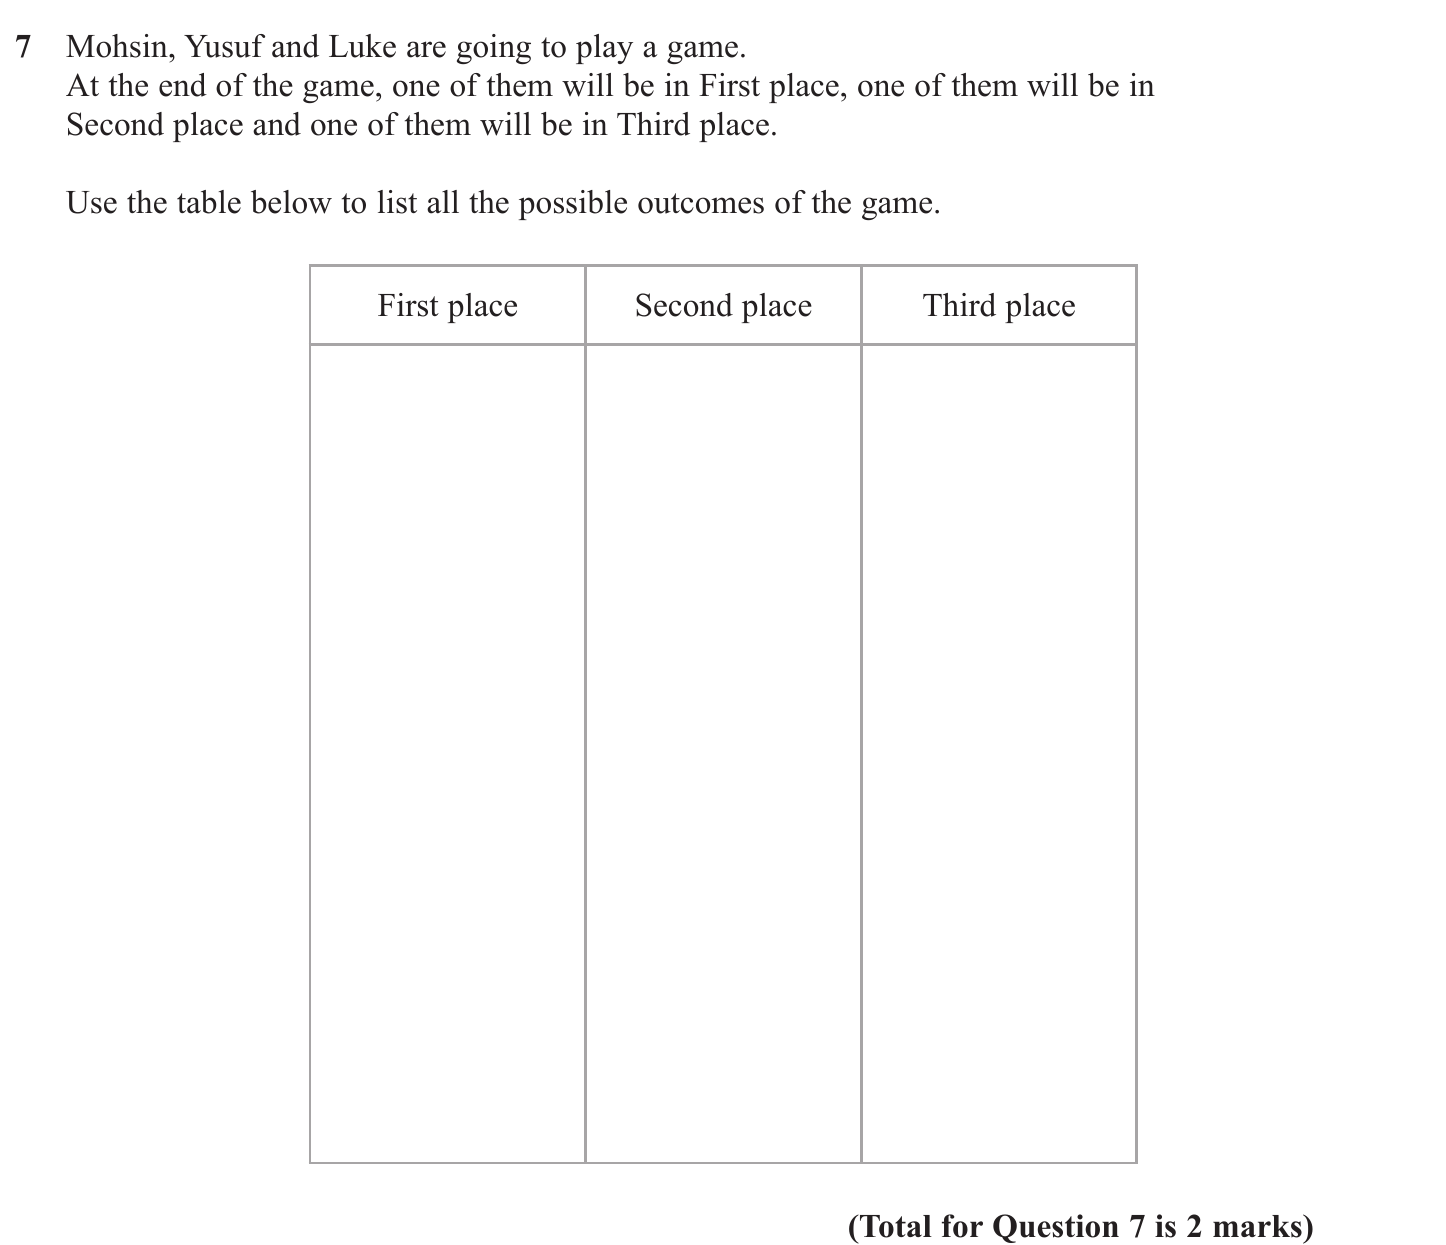 7 Mohsin, Yusuf and Luke are going to play a game.
At the end of the game, one of them will be in First place, one of them will be in
Second place and one of them will be in Third place.
Use the table below to list all the possible outcomes of the game.
First place Second place Third place
(Total for Question 7 is 2 marks)